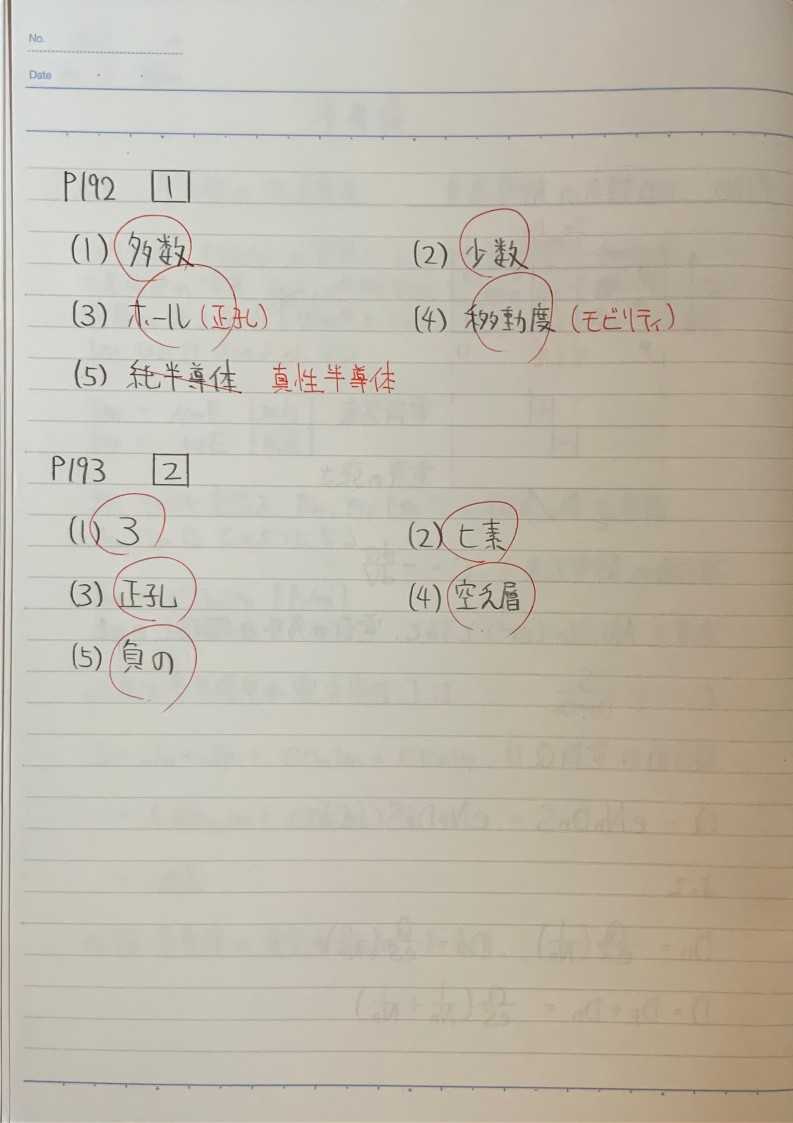 No.
Date
P192 1
(1) 多数 (2) 少数
(3) ホール (正孔) (4) 移動度 (モビリティ)
(5) 純半導体 真性半導体
P193 2
(1) 3 (2) ヒ素
(3) 正孔 (4) 空乏層
(5) 負の